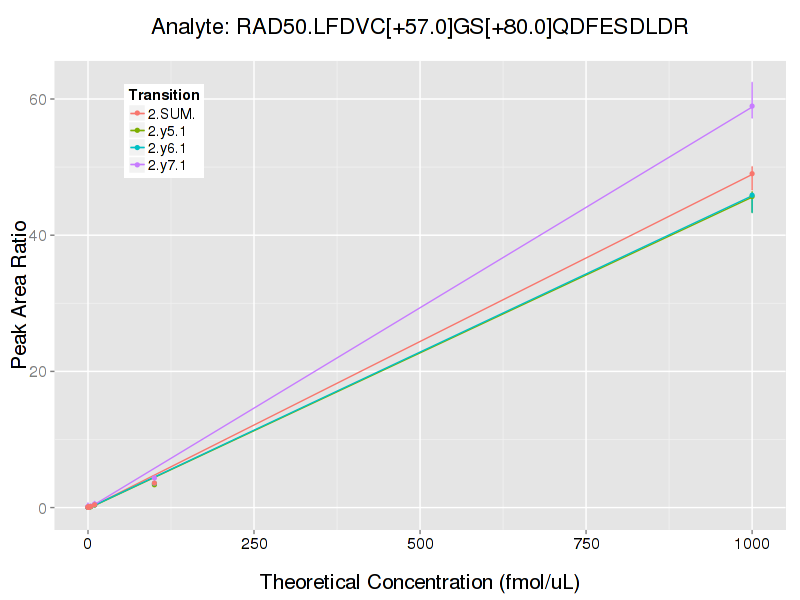 Analyte: RAD50.LFDVC[+57.0]GS[+80.0]QDFESDLDR
Transition
2.SUM.
2.y5.1
2.y6.1
2.y7.1
Peak Area Ratio
60
40
20
0
0 250 500 750 1000
Theoretical Concentration (fmol/uL)